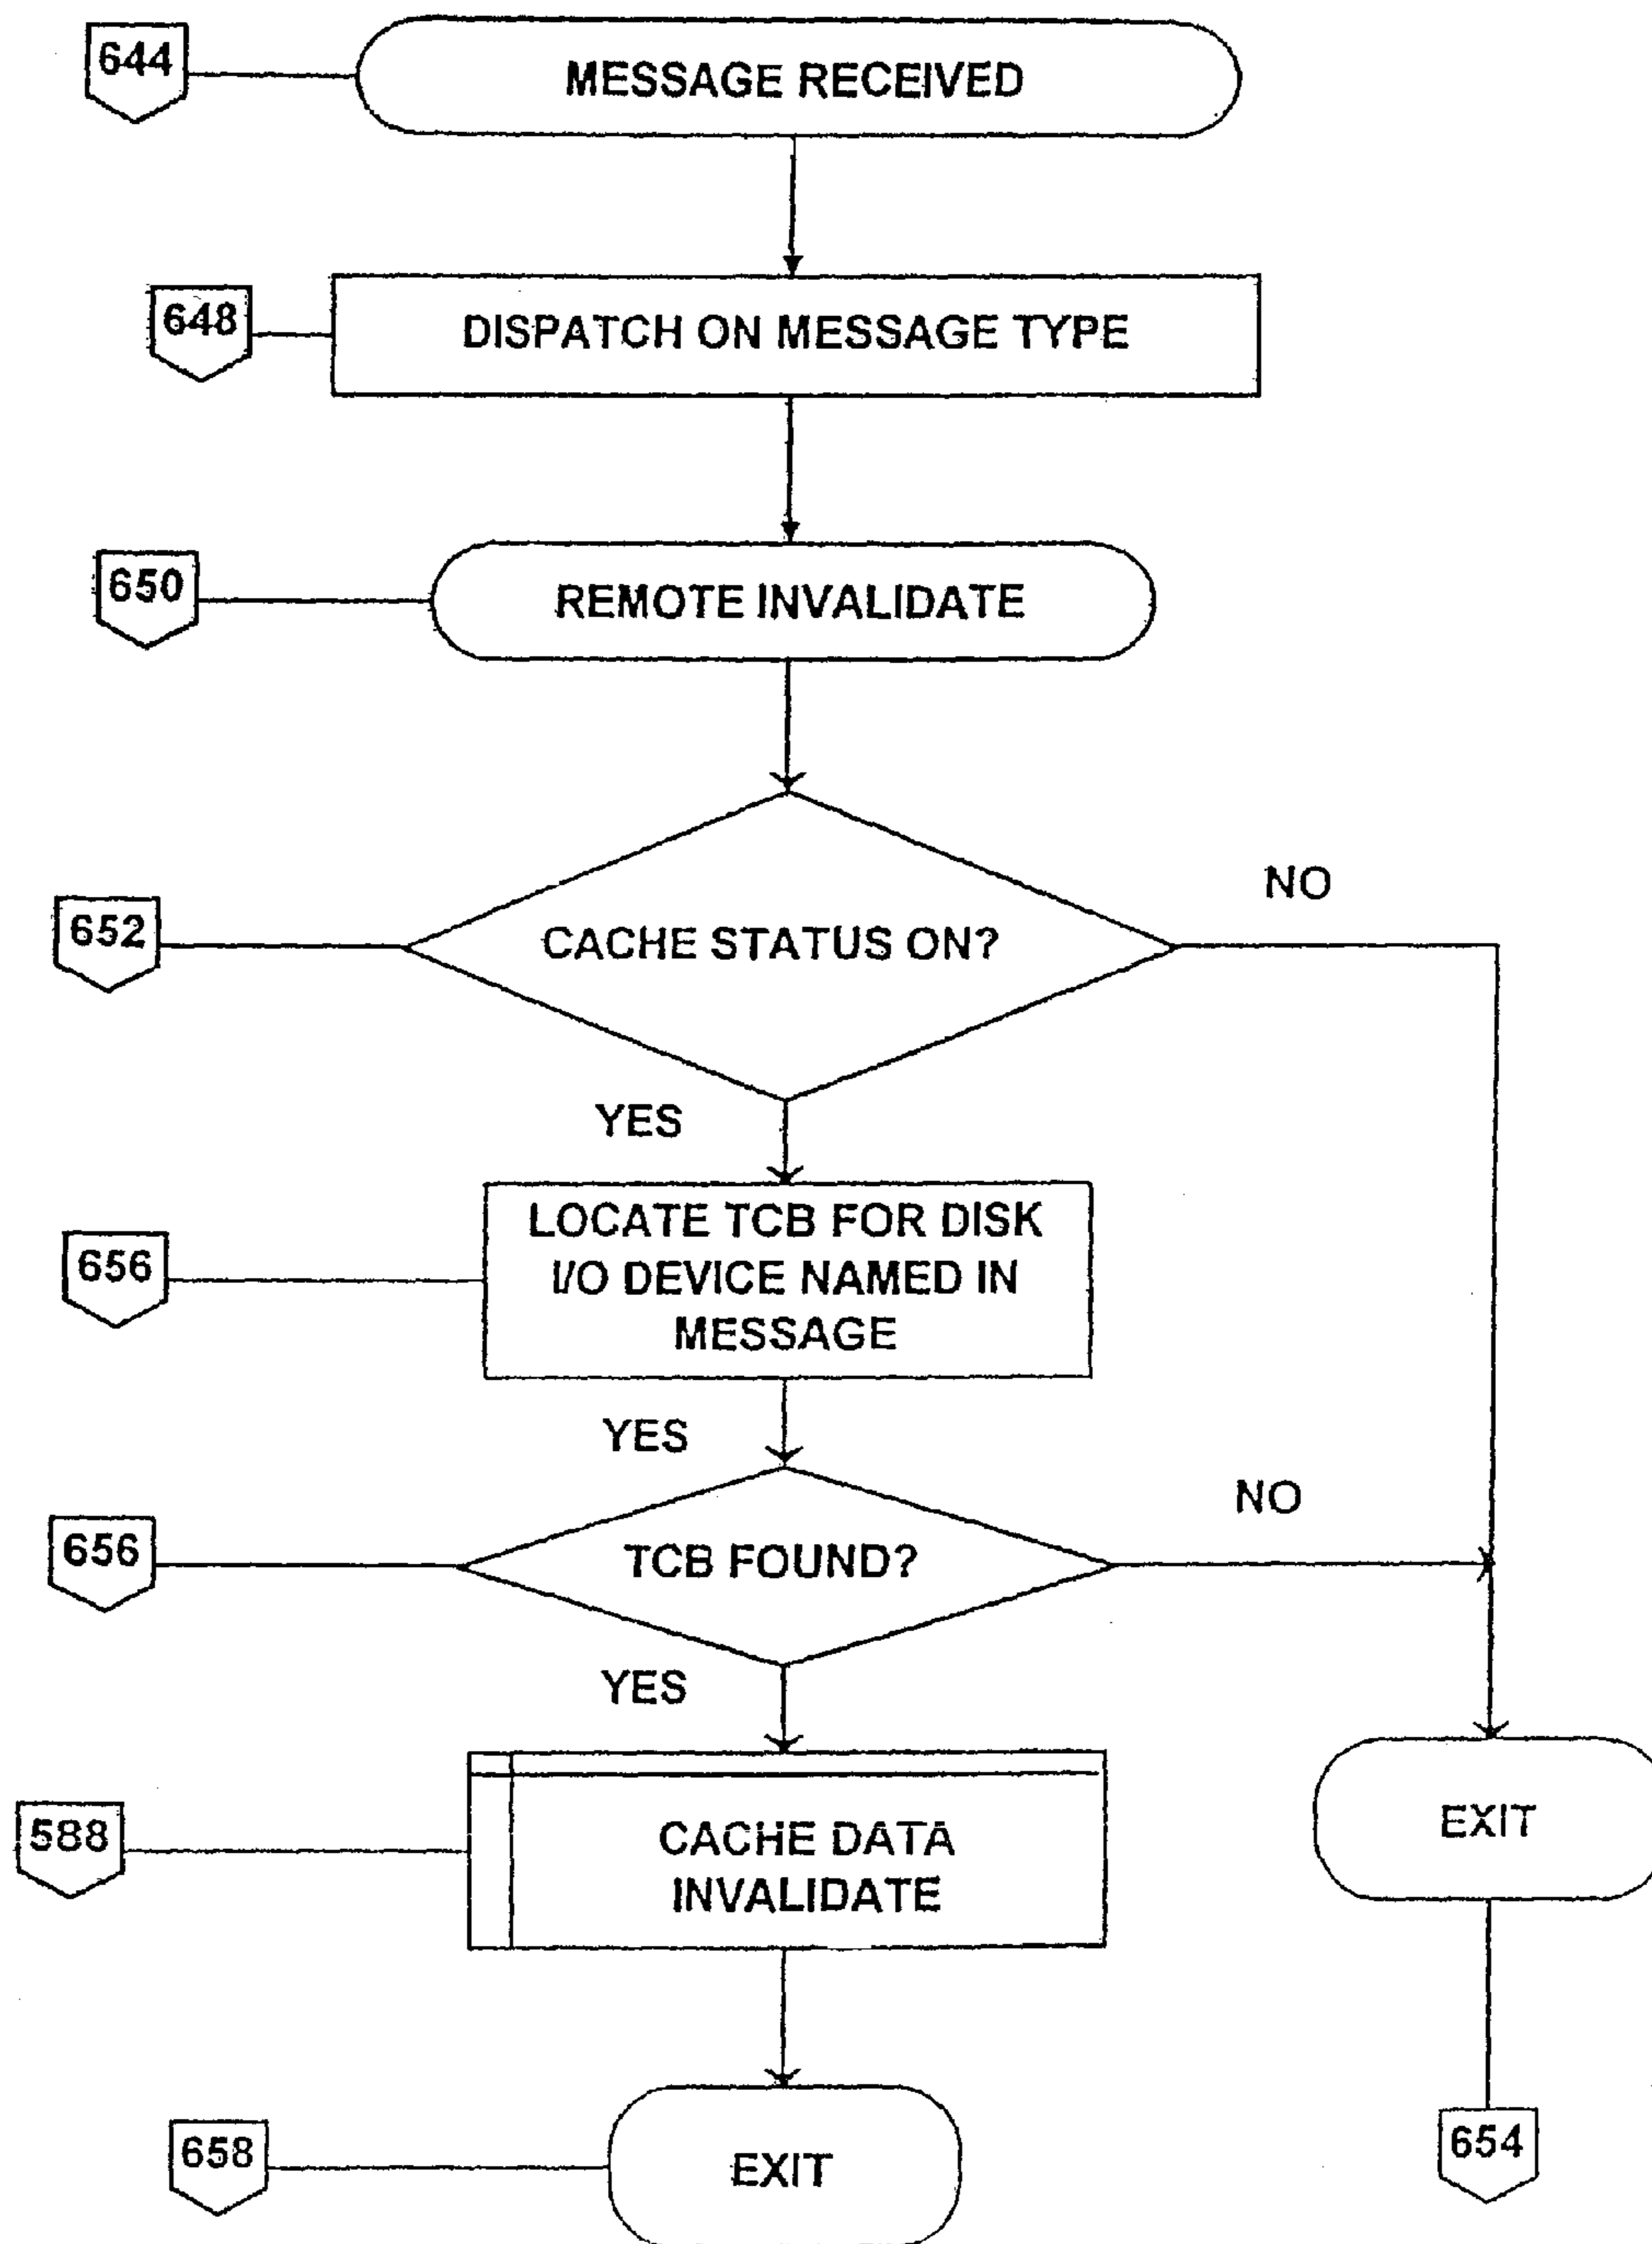 644
MESSAGE RECEIVED
648
DISPATCH ON MESSAGE TYPE
650
REMOTE INVALIDATE
NO
652
CACHE STATUS ON?
YES
LOCATE TCB FOR DISK
I/O DEVICE NAMED IN
MESSAGE
656
YES
NO
656
TCB FOUND?
YES
588
CACHE DATA
INVALIDATE
EXIT
658
EXIT
654